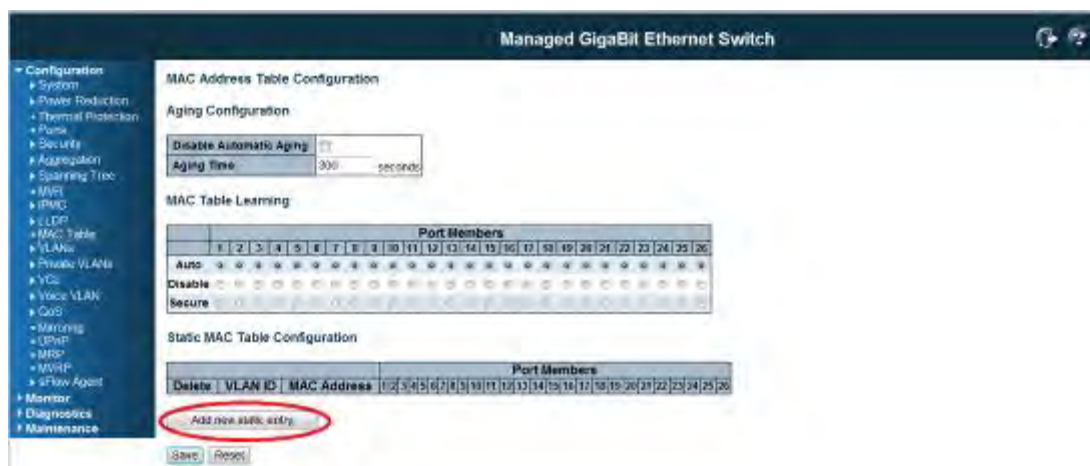 Managed GigaBit Ethernet Switch
Configuration
System
Power Reduction
Thermal Protection
Ports
Security
Aggregation
Spanning Tree
MVR
IPMC
LLDP
MAC Table
VLANs
Private VLANs
VCL
Voice VLAN
QoS
Mirroring
UPnP
MRP
MVRP
sFlow Agent
Monitor
Diagnostics
Maintenance
MAC Address Table Configuration
Aging Configuration
Disable Automatic Aging
Aging Time 300 seconds
MAC Table Learning
Port Members
1 2 3 4 5 6 7 8 9 10 11 12 13 14 15 16 17 18 19 20 21 22 23 24 25 26
Auto
Disable
Secure
Static MAC Table Configuration
Port Members
Delete VLAN ID MAC Address 1 2 3 4 5 6 7 8 9 10 11 12 13 14 15 16 17 18 19 20 21 22 23 24 25 26
Add new static entry
Save Reset